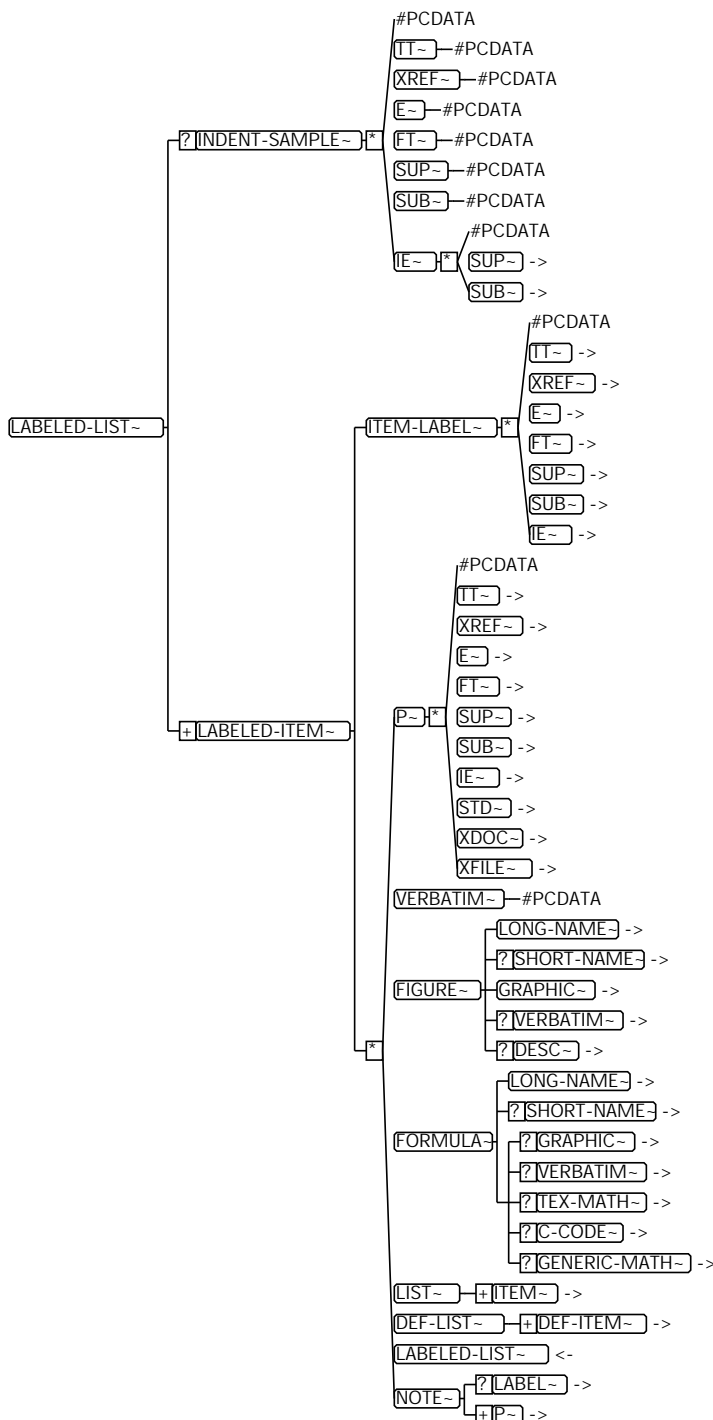 #PCDATA
TT~ #PCDATA
XREF~ #PCDATA
E~ #PCDATA
? INDENT-SAMPLE~ * FT~ #PCDATA
SUP~ #PCDATA
SUB~ #PCDATA
#PCDATA
IE~ * SUP~ ->
SUB~ ->
#PCDATA
TT~ ->
XREF~ ->
E~ ->
LABELED-LIST~ ITEM-LABEL~ *
FT~ ->
SUP~ ->
SUB~ ->
IE~ ->
#PCDATA
TT~ ->
XREF~ ->
E~ ->
FT~ ->
P~ * SUP~ ->
+ LABELED-ITEM~
SUB~ ->
IE~ ->
STD~ ->
XDOC~ ->
XFILE~ ->
VERBATIM~ #PCDATA
LONG-NAME~ ->
? SHORT-NAME~ ->
FIGURE~ GRAPHIC~ ->
? VERBATIM~ ->
* ? DESC~ ->
LONG-NAME~ ->
? SHORT-NAME~ ->
FORMULA~ ? GRAPHIC~ ->
? VERBATIM~ ->
? TEX-MATH~ ->
? C-CODE~ ->
? GENERIC-MATH~ ->
LIST~ + ITEM~ ->
DEF-LIST~ + DEF-ITEM~ ->
LABELED-LIST~ <-
? LABEL~ ->
NOTE~
+ P~ ->